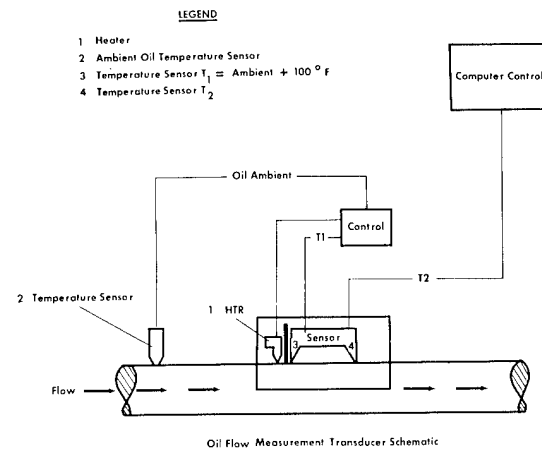 LEGEND
1 Heater
2 Ambient Oil Temperature Sensor
3 Temperature Sensor T1 = Ambient + 100 ° F
4 Temperature Sensor T2
Computer Control
Oil Ambient
Control
T1
T2
2 Temperature Sensor
1 HTR
Sensor
3 4
Flow
Oil Flow Measurement Transducer Schematic